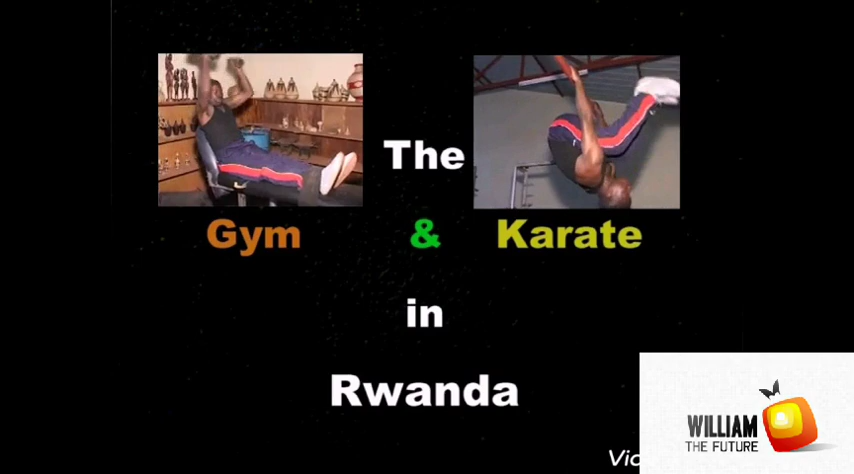 The
Gym & Karate
in
Rwanda
WILLIAM
THE FUTURE